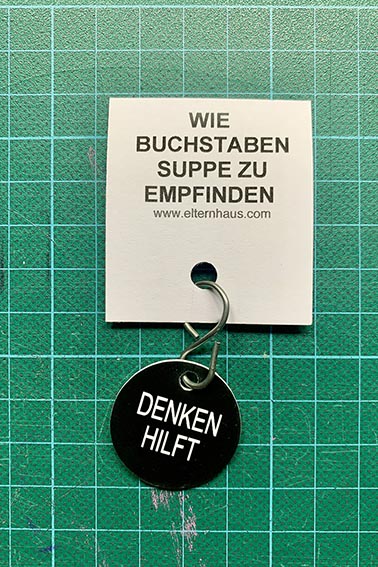 WIE
BUCHSTABEN
SUPPE ZU
EMPFINDEN
www.elternhaus.com
DENKEN
HILFT